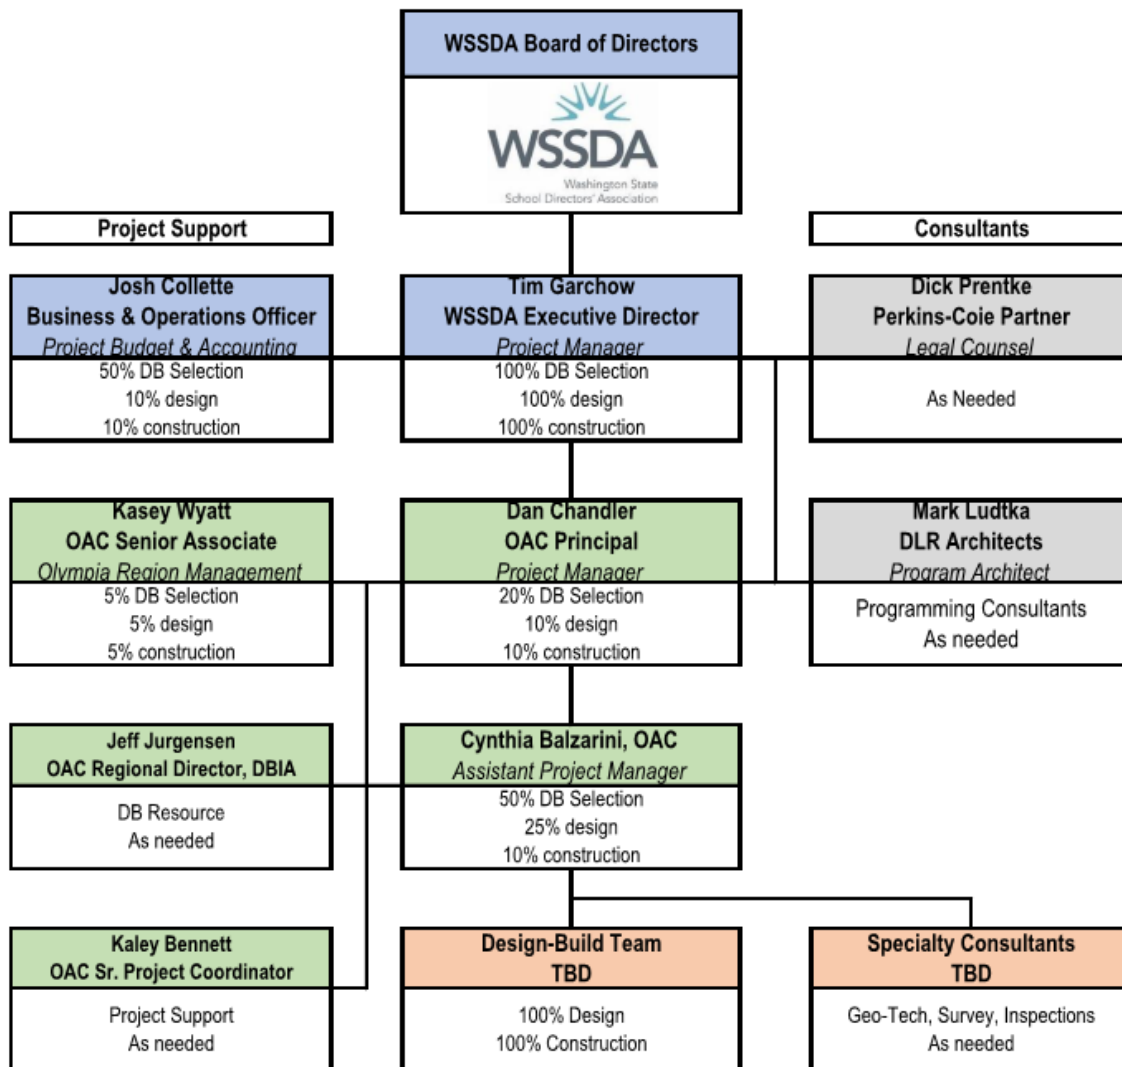 WSSDA Board of Directors
WSSDA
Washington State
School Directors' Association
Project Support
Consultants
Josh Collette
Business & Operations Officer
Project Budget & Accounting
50% DB Selection
10% design
10% construction
Tim Garchow
WSSDA Executive Director
Project Manager
100% DB Selection
100% design
100% construction
Dick Prentke
Perkins-Coie Partner
Legal Counsel
As Needed
Kasey Wyatt
OAC Senior Associate
Olympia Region Management
5% DB Selection
5% design
5% construction
Dan Chandler
OAC Principal
Project Manager
20% DB Selection
10% design
10% construction
Mark Ludtka
DLR Architects
Program Architect
Programming Consultants
As needed
Jeff Jurgensen
OAC Regional Director, DBIA
DB Resource
As needed
Cynthia Balzarini, OAC
Assistant Project Manager
50% DB Selection
25% design
10% construction
Kaley Bennett
OAC Sr. Project Coordinator
Project Support
As needed
Design-Build Team
TBD
100% Design
100% Construction
Specialty Consultants
TBD
Geo-Tech, Survey, Inspections
As needed